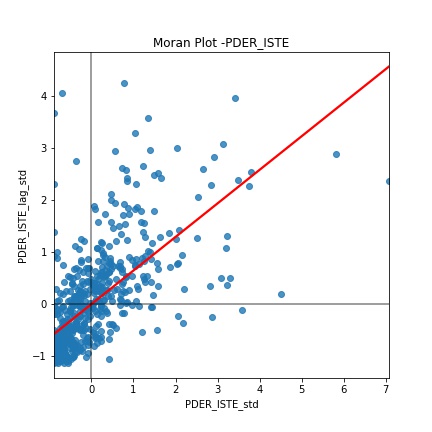 Moran Plot -PDER_ISTE
PDER_ISTE_lag_std
4
3
2
1
0
−1
0 1 2 3 4 5 6 7
PDER_ISTE_std